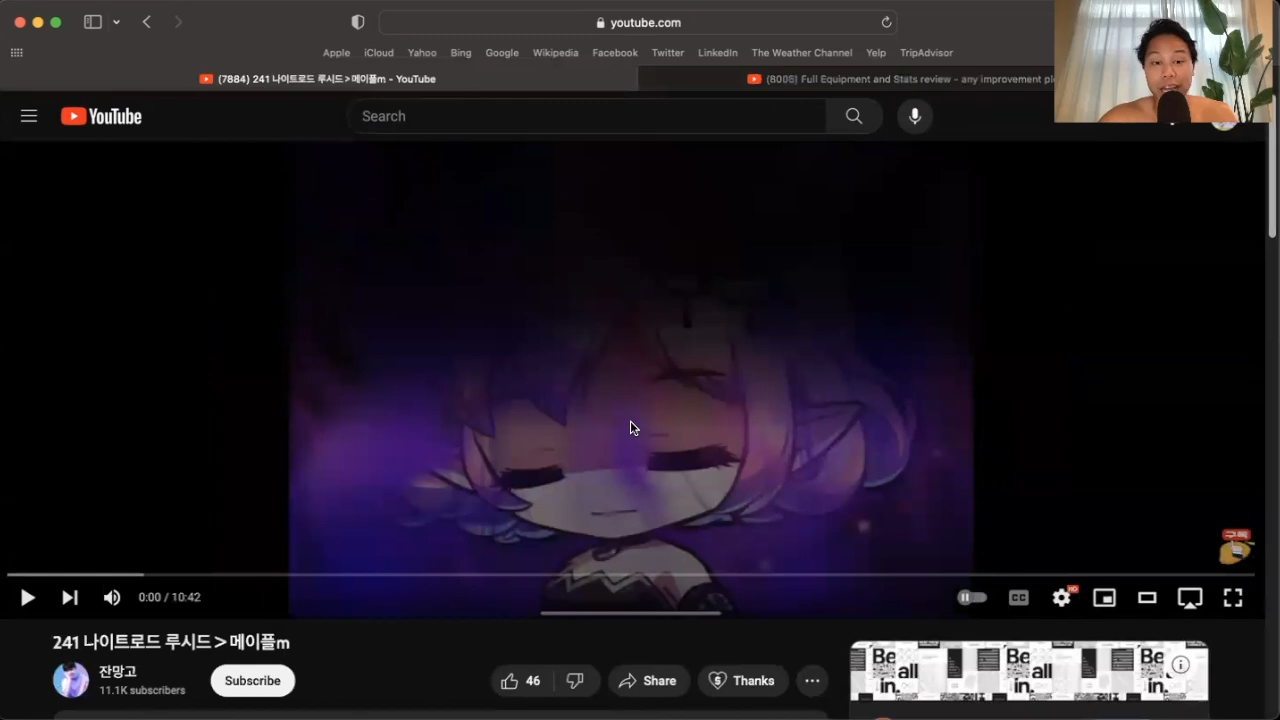 youtube.com
Apple iCloud Yahoo Bing Google Wikipedia Facebook Twitter LinkedIn The Weather Channel Yelp TripAdvisor
(7884) 241 나이트로드 루시드>메이플m - YouTube
Full Equipment and Stats review - any improvement
YouTube
Search
구독
0:00 / 10:42
CC
HD
241 나이트로드 루시드>메이플m
잔망고
11.1K subscribers
Subscribe
46
Share
Thanks
Be all in.
Be all in.
Be all in.